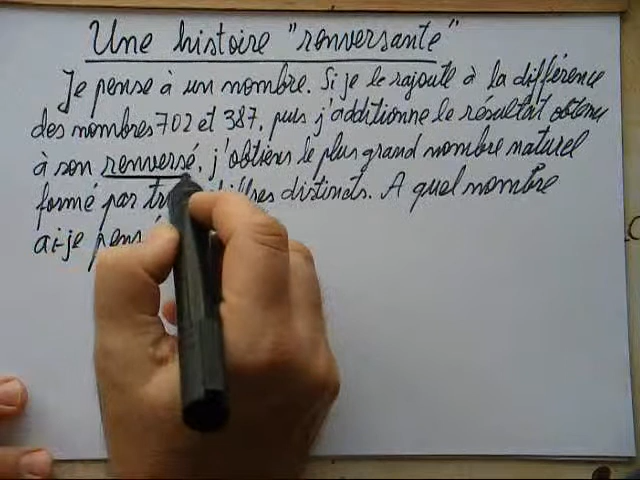 Une histoire "renversante"
Je pense à un nombre. Si je le rajoute à la différence
des nombres 702 et 387, puis j'additionne le résultat obtenu
à son renversé, j'obtiens le plus grand nombre naturel
formé par distincts. A quel nombre
ai-je